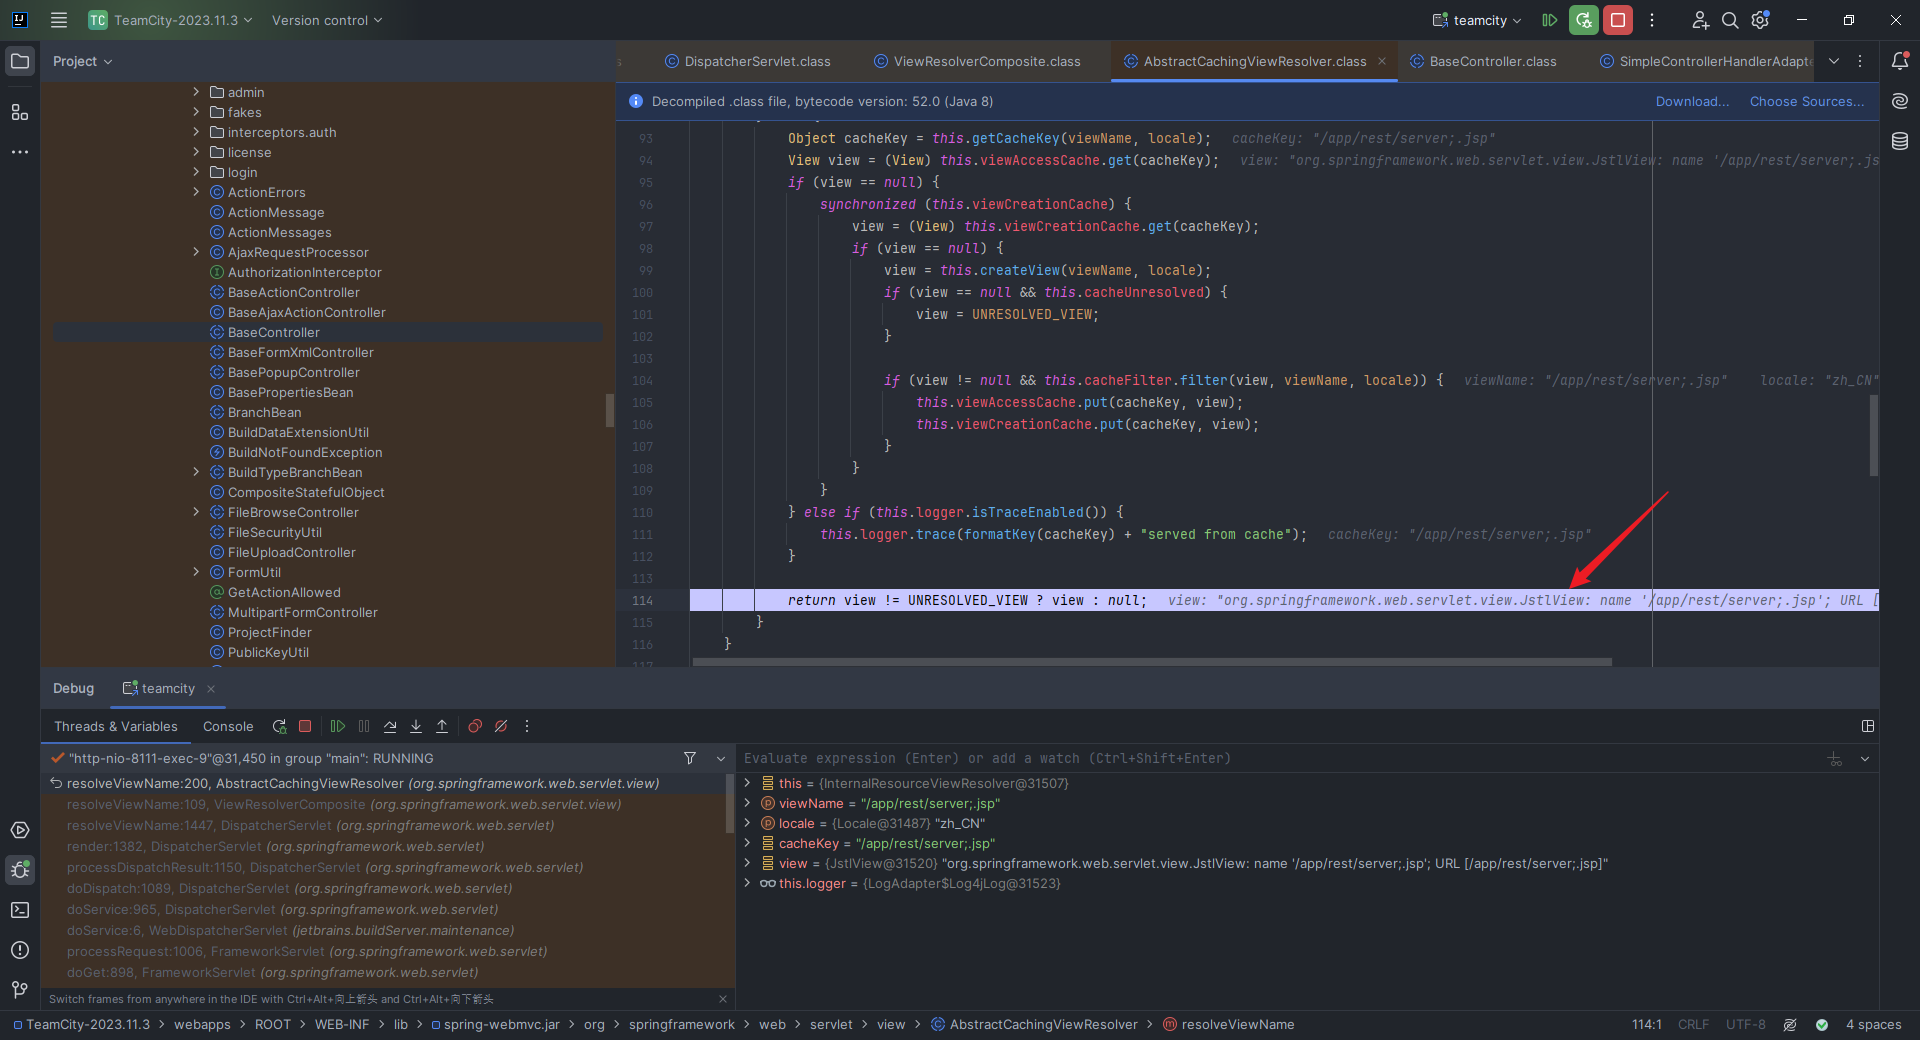 TC TeamCity-2023.11.3 Version control teamcity
Project
DispatcherServlet.class ViewResolverComposite.class AbstractCachingViewResolver.class BaseController.class SimpleControllerHandlerAdapte
Decompiled .class file, bytecode version: 52.0 (Java 8) Download... Choose Sources...
admin
fakes
interceptors.auth
license
login
ActionErrors
ActionMessage
ActionMessages
AjaxRequestProcessor
AuthorizationInterceptor
BaseActionController
BaseAjaxActionController
BaseController
BaseFormXmlController
BasePopupController
BasePropertiesBean
BranchBean
BuildDataExtensionUtil
BuildNotFoundException
BuildTypeBranchBean
CompositeStatefulObject
FileBrowseController
FileSecurityUtil
FileUploadController
FormUtil
GetActionAllowed
MultipartFormController
ProjectFinder
PublicKeyUtil
93 Object cacheKey = this.getCacheKey(viewName, locale); cacheKey: "/app/rest/server;.jsp"
94 View view = (View) this.viewAccessCache.get(cacheKey); view: "org.springframework.web.servlet.view.JstlView: name '/app/rest/server;.js
95 if (view == null) {
96 synchronized (this.viewCreationCache) {
97 view = (View) this.viewCreationCache.get(cacheKey);
98 if (view == null) {
99 view = this.createView(viewName, locale);
100 if (view == null && this.cacheUnresolved) {
101 view = UNRESOLVED_VIEW;
102 }
103
104 if (view != null && this.cacheFilter.filter(view, viewName, locale)) { viewName: "/app/rest/server;.jsp" locale: "zh_CN"
105 this.viewAccessCache.put(cacheKey, view);
106 this.viewCreationCache.put(cacheKey, view);
107 }
108 }
109 }
110 } else if (this.logger.isTraceEnabled()) {
111 this.logger.trace(formatKey(cacheKey) + "served from cache"); cacheKey: "/app/rest/server;.jsp"
112 }
113
114 return view != UNRESOLVED_VIEW ? view : null; view: "org.springframework.web.servlet.view.JstlView: name '/app/rest/server;.jsp'; URL [
115 }
116 }
117
Debug teamcity
Threads & Variables Console
"http-nio-8111-exec-9"@31,450 in group "main": RUNNING
resolveViewName:200, AbstractCachingViewResolver (org.springframework.web.servlet.view)
resolveViewName:109, ViewResolverComposite (org.springframework.web.servlet.view)
resolveViewName:1447, DispatcherServlet (org.springframework.web.servlet)
render:1382, DispatcherServlet (org.springframework.web.servlet)
processDispatchResult:1150, DispatcherServlet (org.springframework.web.servlet)
doDispatch:1089, DispatcherServlet (org.springframework.web.servlet)
doService:965, DispatcherServlet (org.springframework.web.servlet)
doService:6, WebDispatcherServlet (jetbrains.buildServer.maintenance)
processRequest:1006, FrameworkServlet (org.springframework.web.servlet)
doGet:898, FrameworkServlet (org.springframework.web.servlet)
Switch frames from anywhere in the IDE with Ctrl+Alt+向上箭头 and Ctrl+Alt+向下箭头
Evaluate expression (Enter) or add a watch (Ctrl+Shift+Enter)
this = {InternalResourceViewResolver@31507}
viewName = "/app/rest/server;.jsp"
locale = {Locale@31487} "zh_CN"
cacheKey = "/app/rest/server;.jsp"
view = {JstlView@31520} "org.springframework.web.servlet.view.JstlView: name '/app/rest/server;.jsp'; URL [/app/rest/server;.jsp]"
this.logger = {LogAdapter$Log4jLog@31523}
TeamCity-2023.11.3 webapps ROOT WEB-INF lib spring-webmvc.jar org springframework web servlet view AbstractCachingViewResolver resolveViewName 114:1 CRLF UTF-8 4 spaces